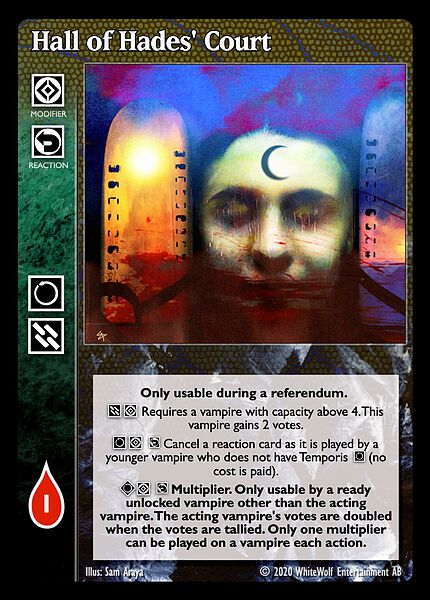 Hall of Hades' Court
MODIFIER
REACTION
Only usable during a referendum.
Requires a vampire with capacity above 4.This
vampire gains 2 votes.
Cancel a reaction card as it is played by a
younger vampire who does not have Temporis (no
cost is paid).
Multiplier. Only usable by a ready
unlocked vampire other than the acting
vampire.The acting vampire's votes are doubled
when the votes are tallied. Only one multiplier
can be played on a vampire each action.
1
Illus: Sam Araya
© 2020 WhiteWolf Entertainment AB